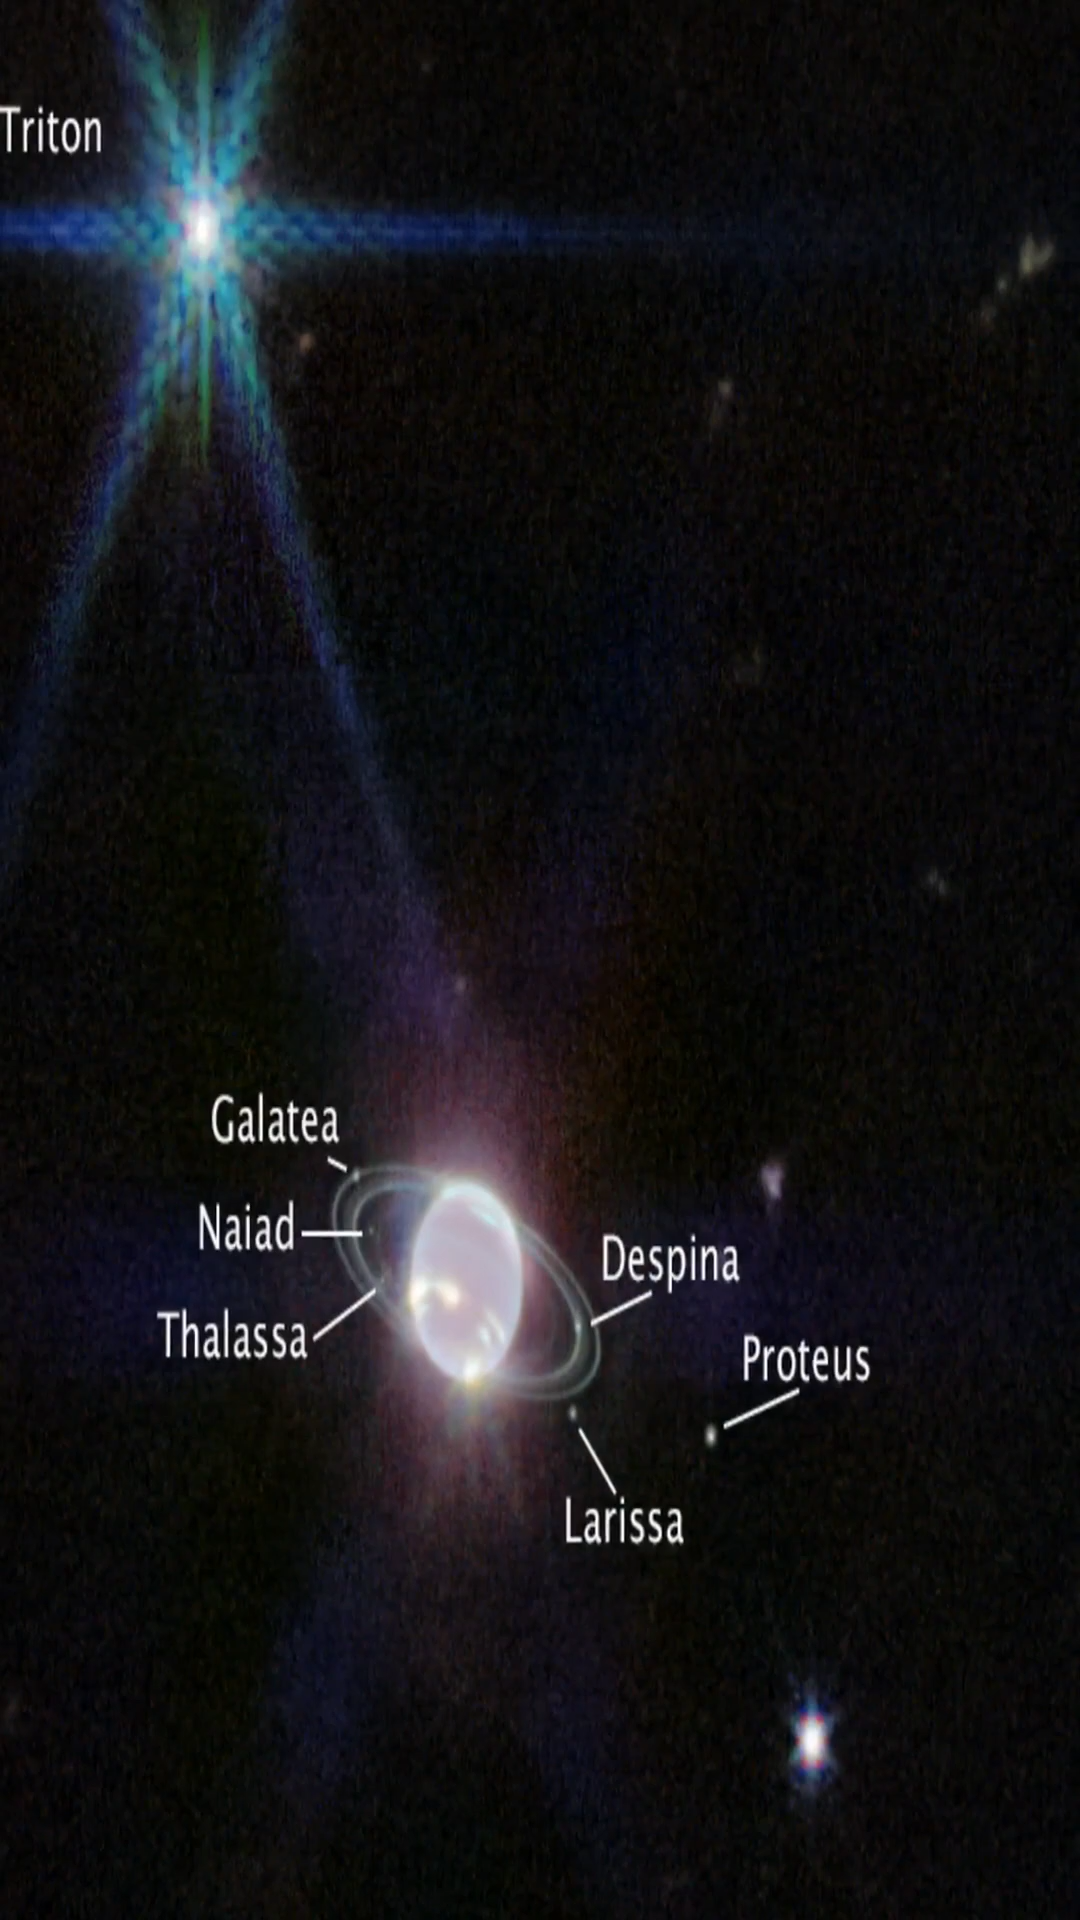 Triton
Galatea
Naiad
Despina
Thalassa
Proteus
Larissa